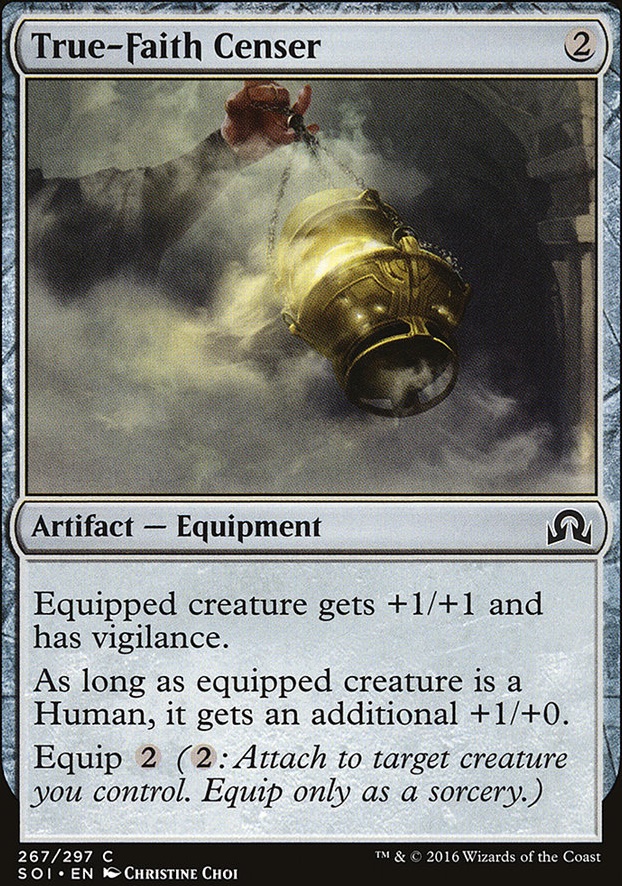 True-Faith Censer 2
Artifact — Equipment
Equipped creature gets +1/+1 and
has vigilance.
As long as equipped creature is a
Human, it gets an additional +1/+0.
Equip 2 (2: Attach to target creature
you control. Equip only as a sorcery.)
267/297 C
™ & © 2016 Wizards of the Coast
SOI • EN Christine Choi